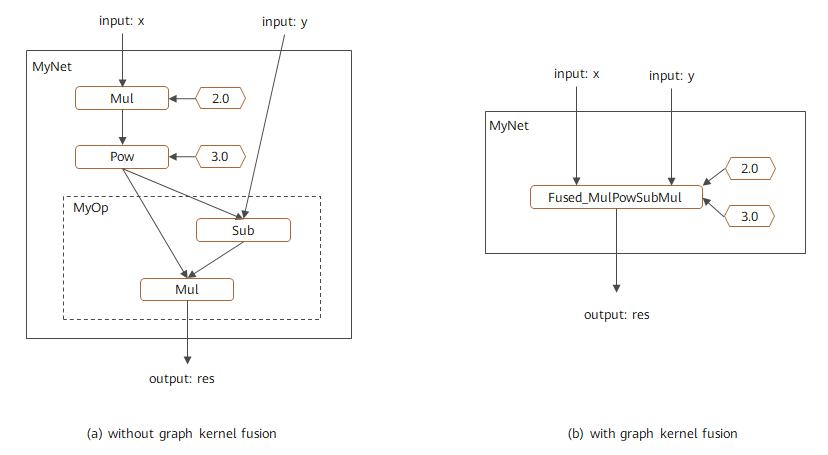 input: x
input: y
MyNet
Mul
2.0
Pow
3.0
MyOp
Sub
Mul
output: res
(a) without graph kernel fusion
input: x
input: y
MyNet
2.0
Fused_MulPowSubMul
3.0
output: res
(b) with graph kernel fusion